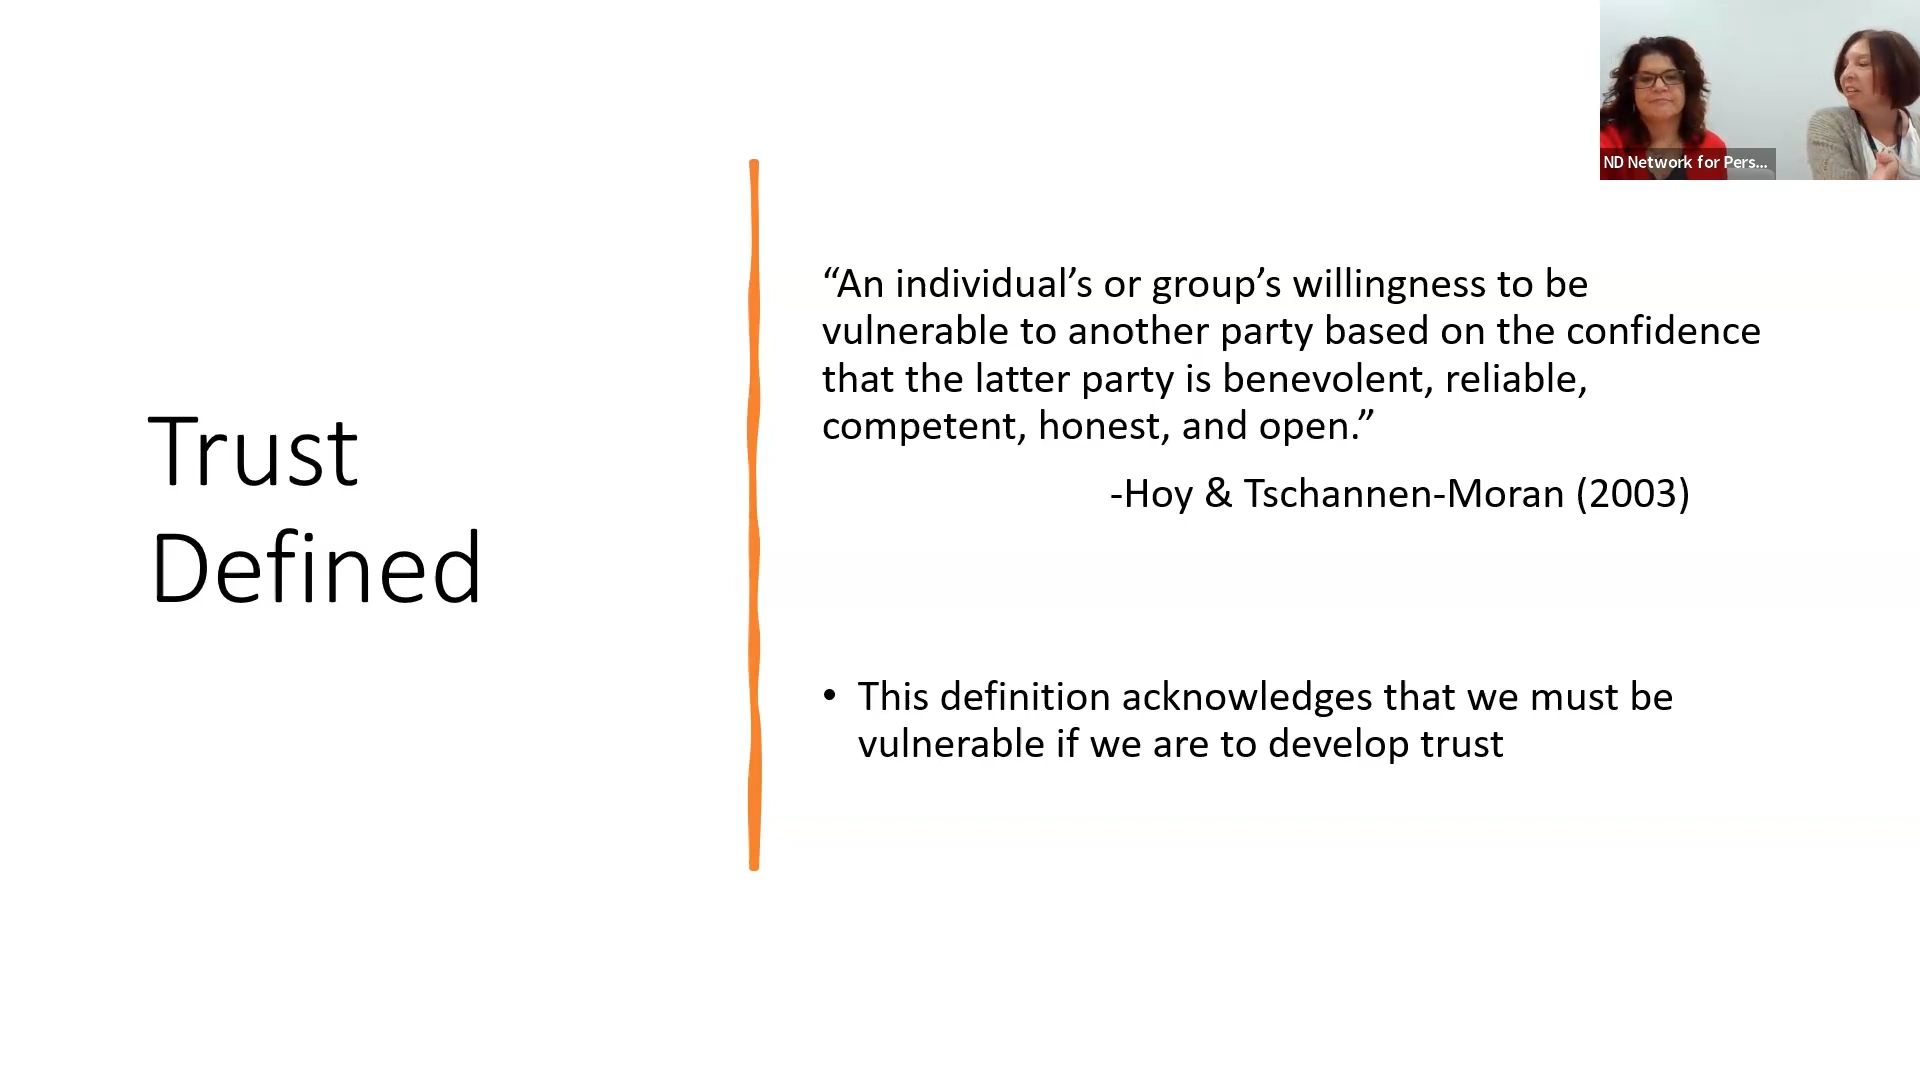 ND Network for Pers...
Trust
Defined
“An individual’s or group’s willingness to be
vulnerable to another party based on the confidence
that the latter party is benevolent, reliable,
competent, honest, and open.”
-Hoy & Tschannen-Moran (2003)
• This definition acknowledges that we must be
vulnerable if we are to develop trust